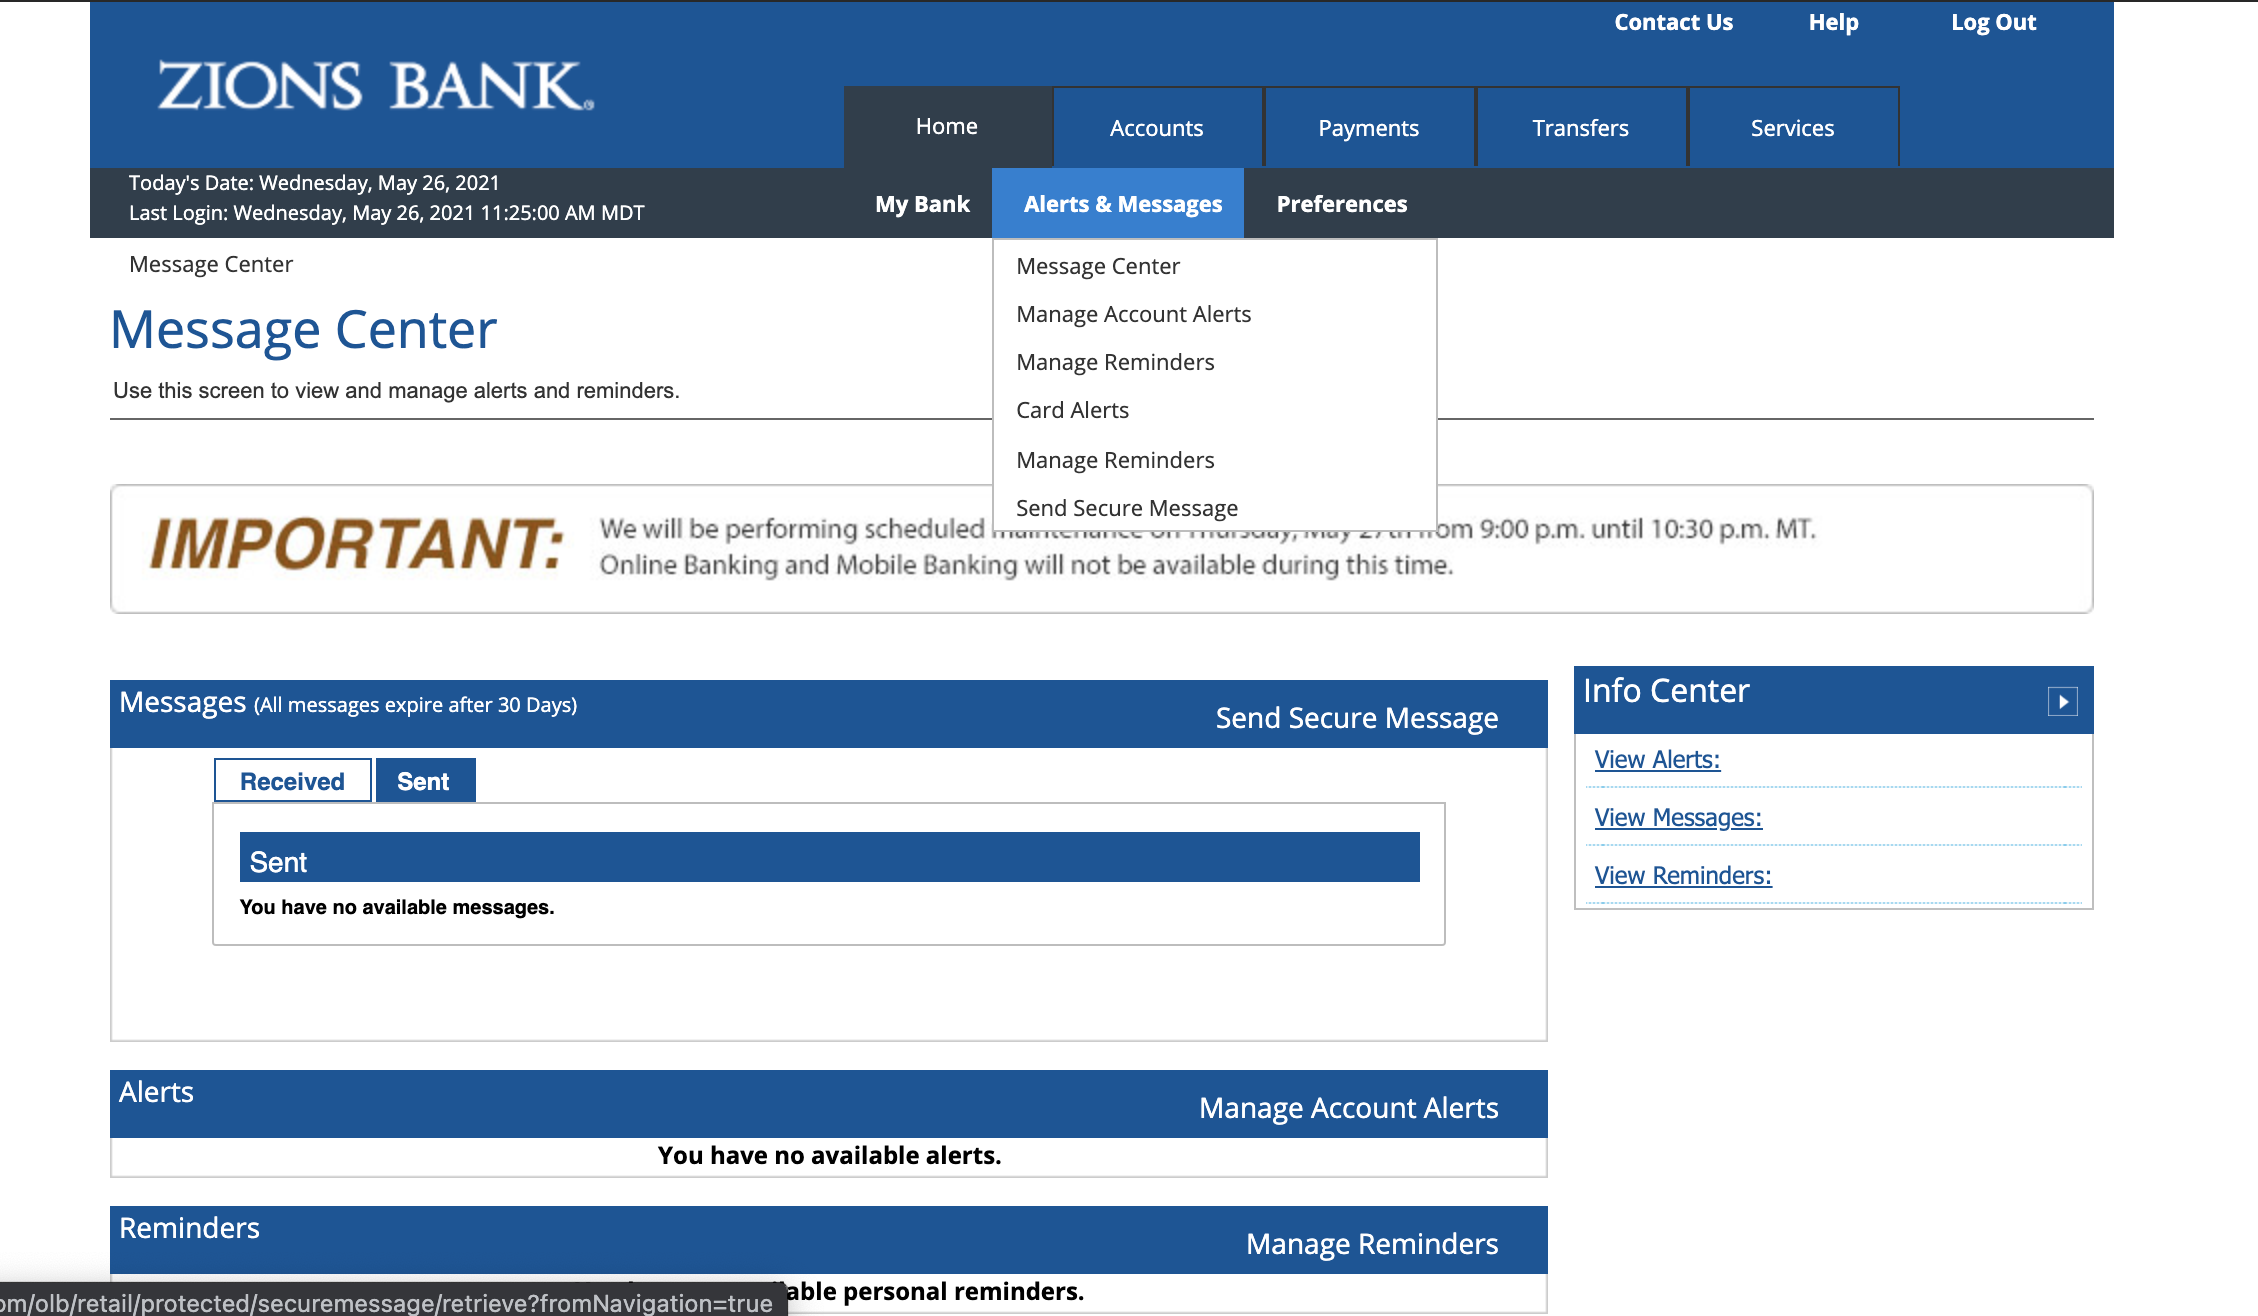 Contact Us Help Log Out
ZIONS BANK®
Home Accounts Payments Transfers Services
Today's Date: Wednesday, May 26, 2021
Last Login: Wednesday, May 26, 2021 11:25:00 AM MDT
My Bank Alerts & Messages Preferences
Message Center
Message Center
Manage Account Alerts
Manage Reminders
Card Alerts
Manage Reminders
Send Secure Message
Message Center
Use this screen to view and manage alerts and reminders.
IMPORTANT:
We will be performing scheduled maintenance on Thursday, May 27th from 9:00 p.m. until 10:30 p.m. MT.
Online Banking and Mobile Banking will not be available during this time.
Messages (All messages expire after 30 Days)
Send Secure Message
Received Sent
Sent
You have no available messages.
Info Center
View Alerts:
View Messages:
View Reminders:
Alerts
Manage Account Alerts
You have no available alerts.
Reminders
Manage Reminders
able personal reminders.
om/olb/retail/protected/securemessage/retrieve?fromNavigation=true